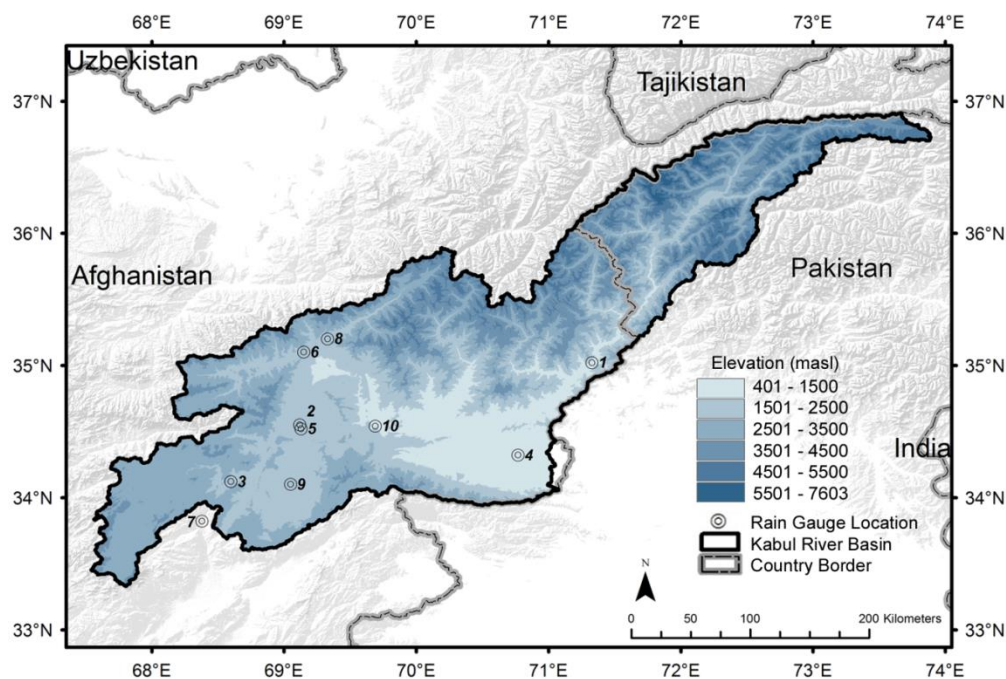 68°E 69°E 70°E 71°E 72°E 73°E 74°E
Uzbekistan
Tajikistan
37°N 37°N
36°N 36°N
Afghanistan
Pakistan
8
6
35°N 1 35°N
Elevation (masl)
401 - 1500
1501 - 2500
2501 - 3500
3501 - 4500
4501 - 5500
5501 - 7603
2
5
10
4
India
3
9
34°N 34°N
7
Rain Gauge Location
Kabul River Basin
Country Border
N
0 50 100 200 Kilometers
33°N 33°N
68°E 69°E 70°E 71°E 72°E 73°E 74°E